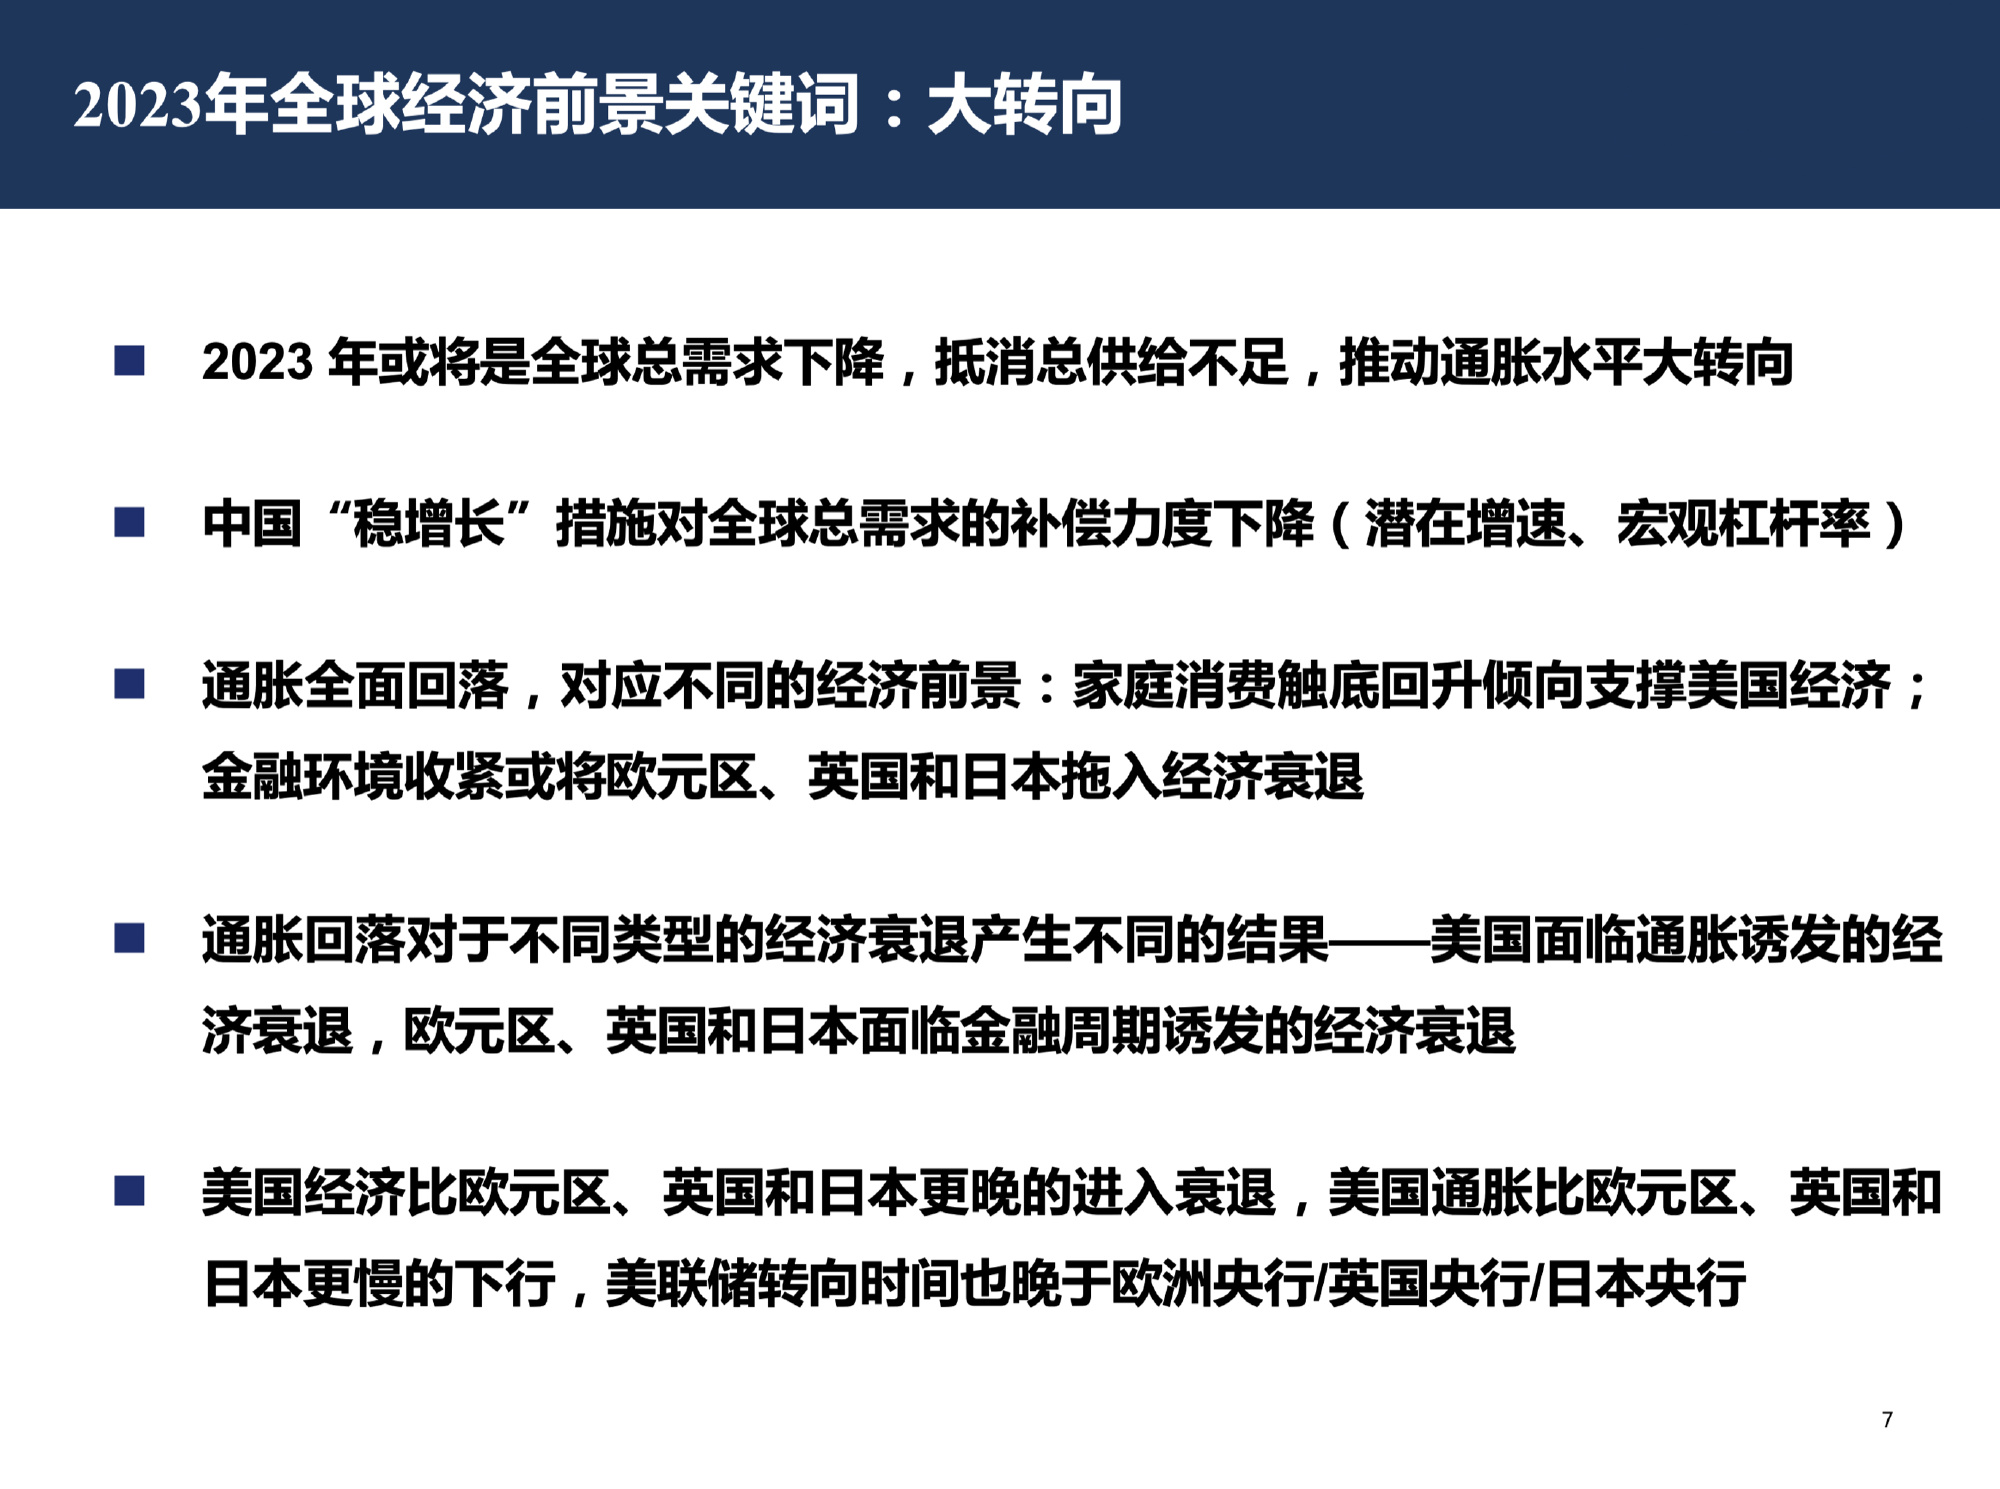 2023年全球经济前景关键词：大转向
■ 2023 年或将是全球总需求下降，抵消总供给不足，推动通胀水平大转向
■ 中国“稳增长”措施对全球总需求的补偿力度下降（潜在增速、宏观杠杆率）
■ 通胀全面回落，对应不同的经济前景：家庭消费触底回升倾向支撑美国经济；
金融环境收紧或将欧元区、英国和日本拖入经济衰退
■ 通胀回落对于不同类型的经济衰退产生不同的结果——美国面临通胀诱发的经
济衰退，欧元区、英国和日本面临金融周期诱发的经济衰退
■ 美国经济比欧元区、英国和日本更晚的进入衰退，美国通胀比欧元区、英国和
日本更慢的下行，美联储转向时间也晚于欧洲央行/英国央行/日本央行
7